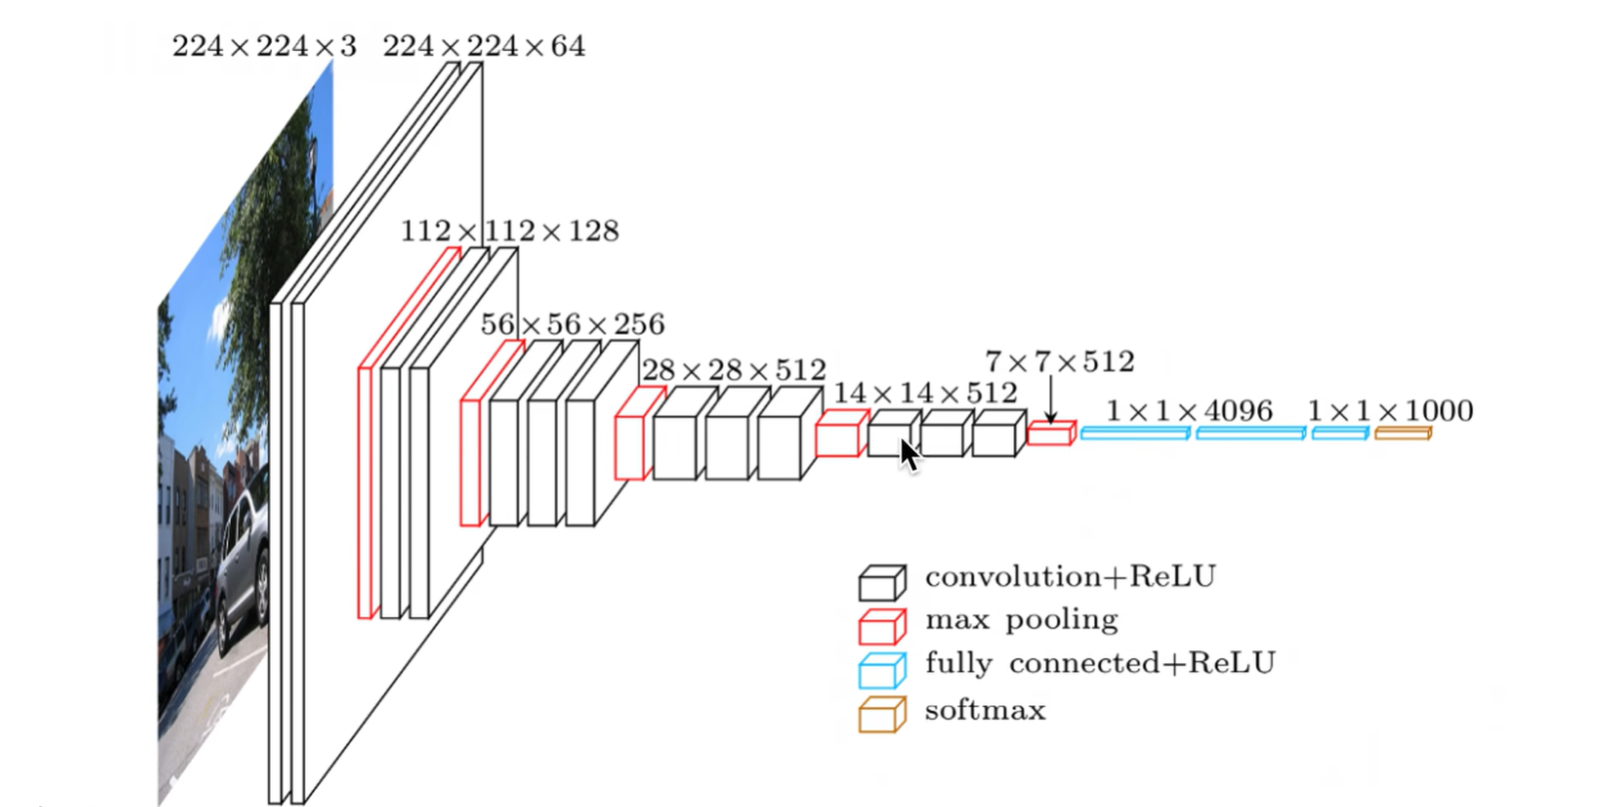 224×224×3
224×224×64
112×112×128
56×56×256
28×28×512
14×14×512
7×7×512
1×1×4096
1×1×1000
convolution+ReLU
max pooling
fully connected+ReLU
softmax